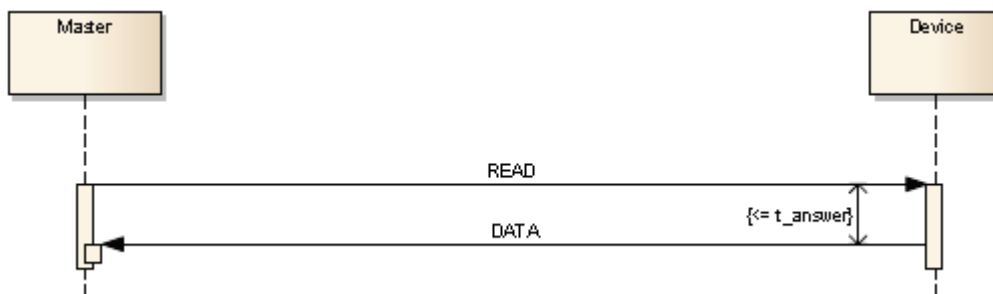 Master
Device
READ
{<= t_answer}
DATA